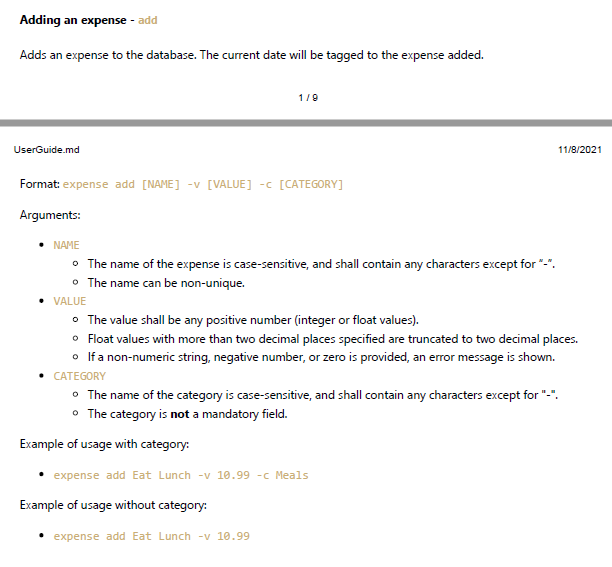 Adding an expense - add
Adds an expense to the database. The current date will be tagged to the expense added.
1 / 9
UserGuide.md 11/8/2021
Format: expense add [NAME] -v [VALUE] -c [CATEGORY]
Arguments:
• NAME
◦ The name of the expense is case-sensitive, and shall contain any characters except for “-”.
◦ The name can be non-unique.
• VALUE
◦ The value shall be any positive number (integer or float values).
◦ Float values with more than two decimal places specified are truncated to two decimal places.
◦ If a non-numeric string, negative number, or zero is provided, an error message is shown.
• CATEGORY
◦ The name of the category is case-sensitive, and shall contain any characters except for "-".
◦ The category is not a mandatory field.
Example of usage with category:
• expense add Eat Lunch -v 10.99 -c Meals
Example of usage without category:
• expense add Eat Lunch -v 10.99